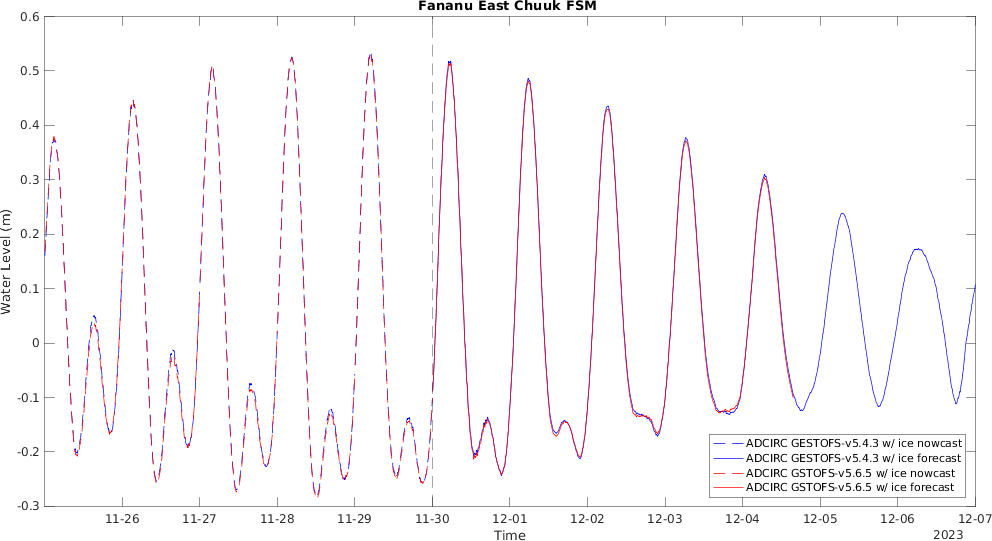 Fananu East Chuuk FSM
0.6
0.5
0.4
0.3
0.2
0.1
0
-0.1
-0.2
-0.3
Water Level (m)
ADCIRC GESTOFS-v5.4.3 w/ ice nowcast
ADCIRC GESTOFS-v5.4.3 w/ ice forecast
ADCIRC GSTOFS-v5.6.5 w/ ice nowcast
ADCIRC GSTOFS-v5.6.5 w/ ice forecast
11-26 11-27 11-28 11-29 11-30 12-01 12-02 12-03 12-04 12-05 12-06 12-07
Time
2023